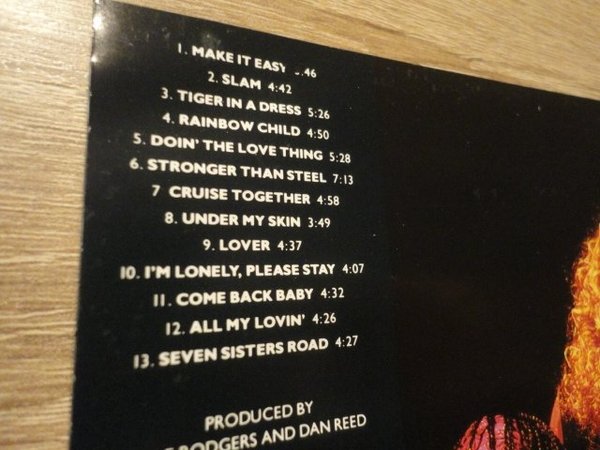 1. MAKE IT EASY .46
2. SLAM 4:42
3. TIGER IN A DRESS 5:26
4. RAINBOW CHILD 4:50
5. DOIN' THE LOVE THING 5:28
6. STRONGER THAN STEEL 7:13
7 CRUISE TOGETHER 4:58
8. UNDER MY SKIN 3:49
9. LOVER 4:37
10. I'M LONELY, PLEASE STAY 4:07
11. COME BACK BABY 4:32
12. ALL MY LOVIN' 4:26
13. SEVEN SISTERS ROAD 4:27
PRODUCED BY
RODGERS AND DAN REED